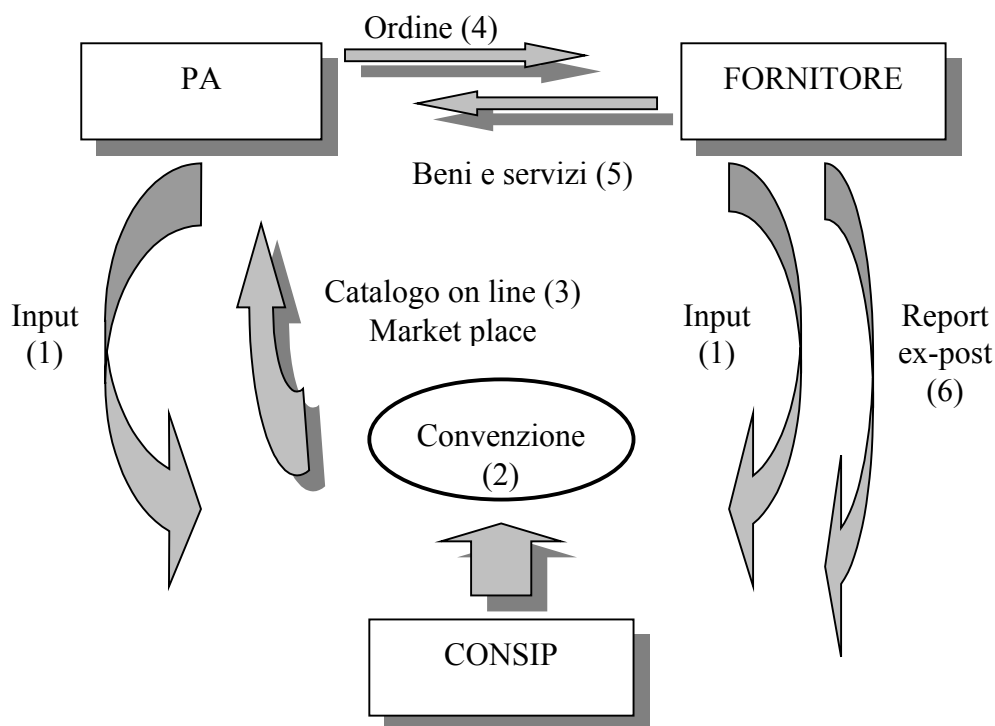 Ordine (4)
PA
FORNITORE
Beni e servizi (5)
Input
(1)
Catalogo on line (3)
Market place
Input
(1)
Report
ex-post
(6)
Convenzione
(2)
CONSIP